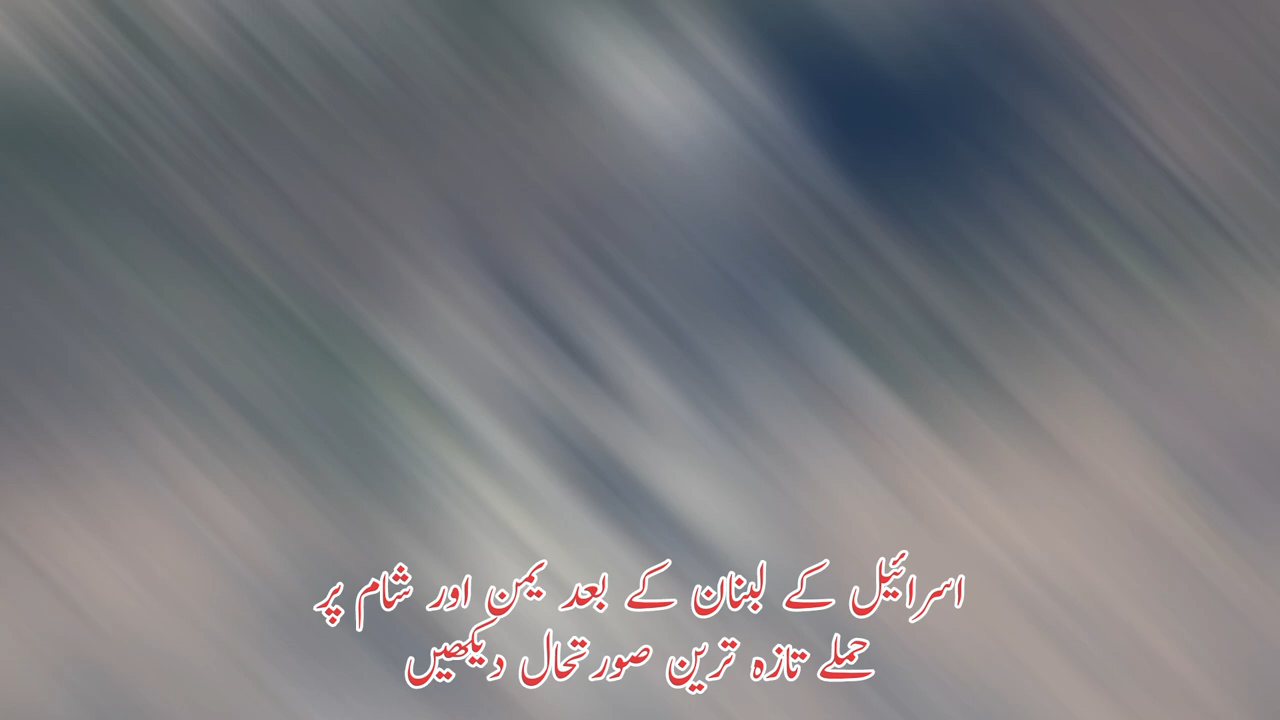 اسرائیل کے لبنان کے بعد یمن اور شام پر
حملے تازہ ترین صورتحال دیکھیں